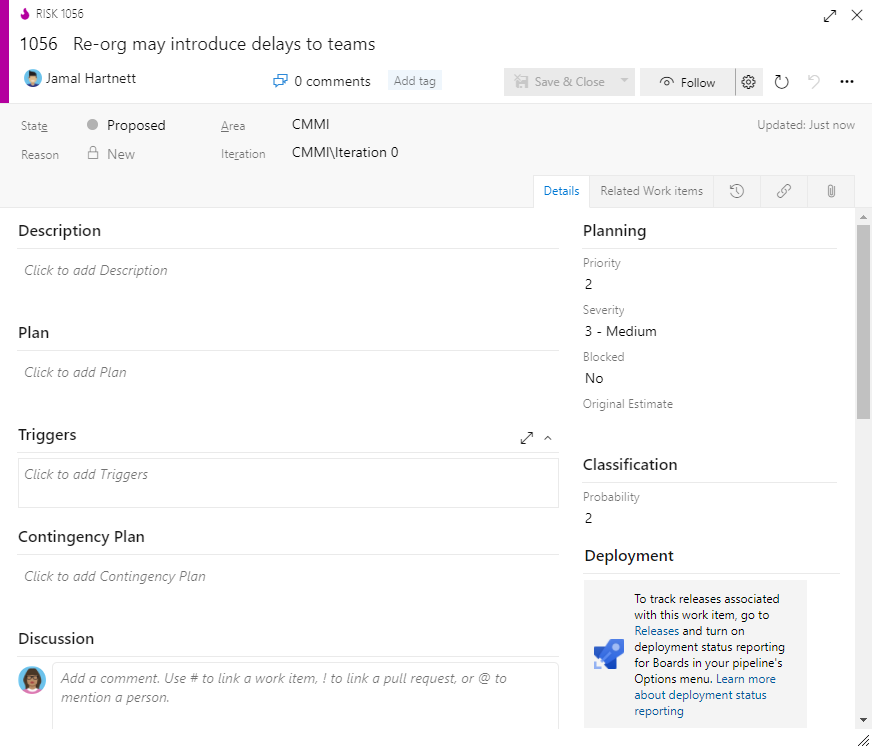 RISK 1056
1056 Re-org may introduce delays to teams
Jamal Hartnett
0 comments
Add tag
Save & Close
Follow
State
Proposed
Area
CMMI
Updated: Just now
Reason
New
Iteration
CMMI\Iteration 0
Details
Related Work items
Description
Click to add Description
Plan
Click to add Plan
Triggers
Click to add Triggers
Contingency Plan
Click to add Contingency Plan
Discussion
Add a comment. Use # to link a work item, ! to link a pull request, or @ to
mention a person.
Planning
Priority
2
Severity
3 - Medium
Blocked
No
Original Estimate
Classification
Probability
2
Deployment
To track releases associated
with this work item, go to
Releases and turn on
deployment status reporting
for Boards in your pipeline's
Options menu. Learn more
about deployment status
reporting